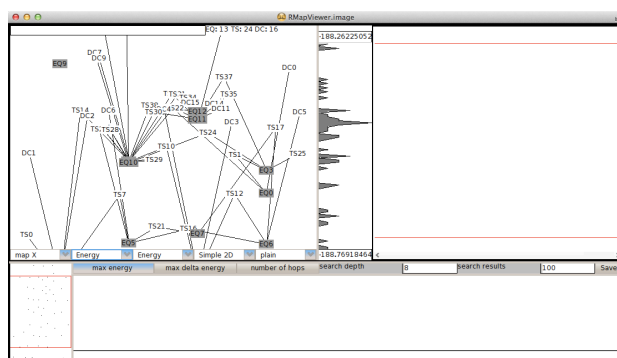 RMapViewer.image
EQ: 13 TS: 24 DC: 16
-188.26225052
DC7
DC9
EQ9
DC0
TS37
TS35
TS14
DC2
DC6
TS28
TS30
DC15
DC14
DC11
EQ12
EQ11
DC3
DC5
TS17
TS24
DC1
TS10
EQ10
TS29
TS1
TS25
EQ3
EQ0
TS7
TS12
TS0
TS21
TS16
EQ7
EQ5
EQ6
map X
Energy
Energy
Simple 2D
plain
-188.76918464
max energy
max delta energy
number of hops
search depth
8
search results
100
Save